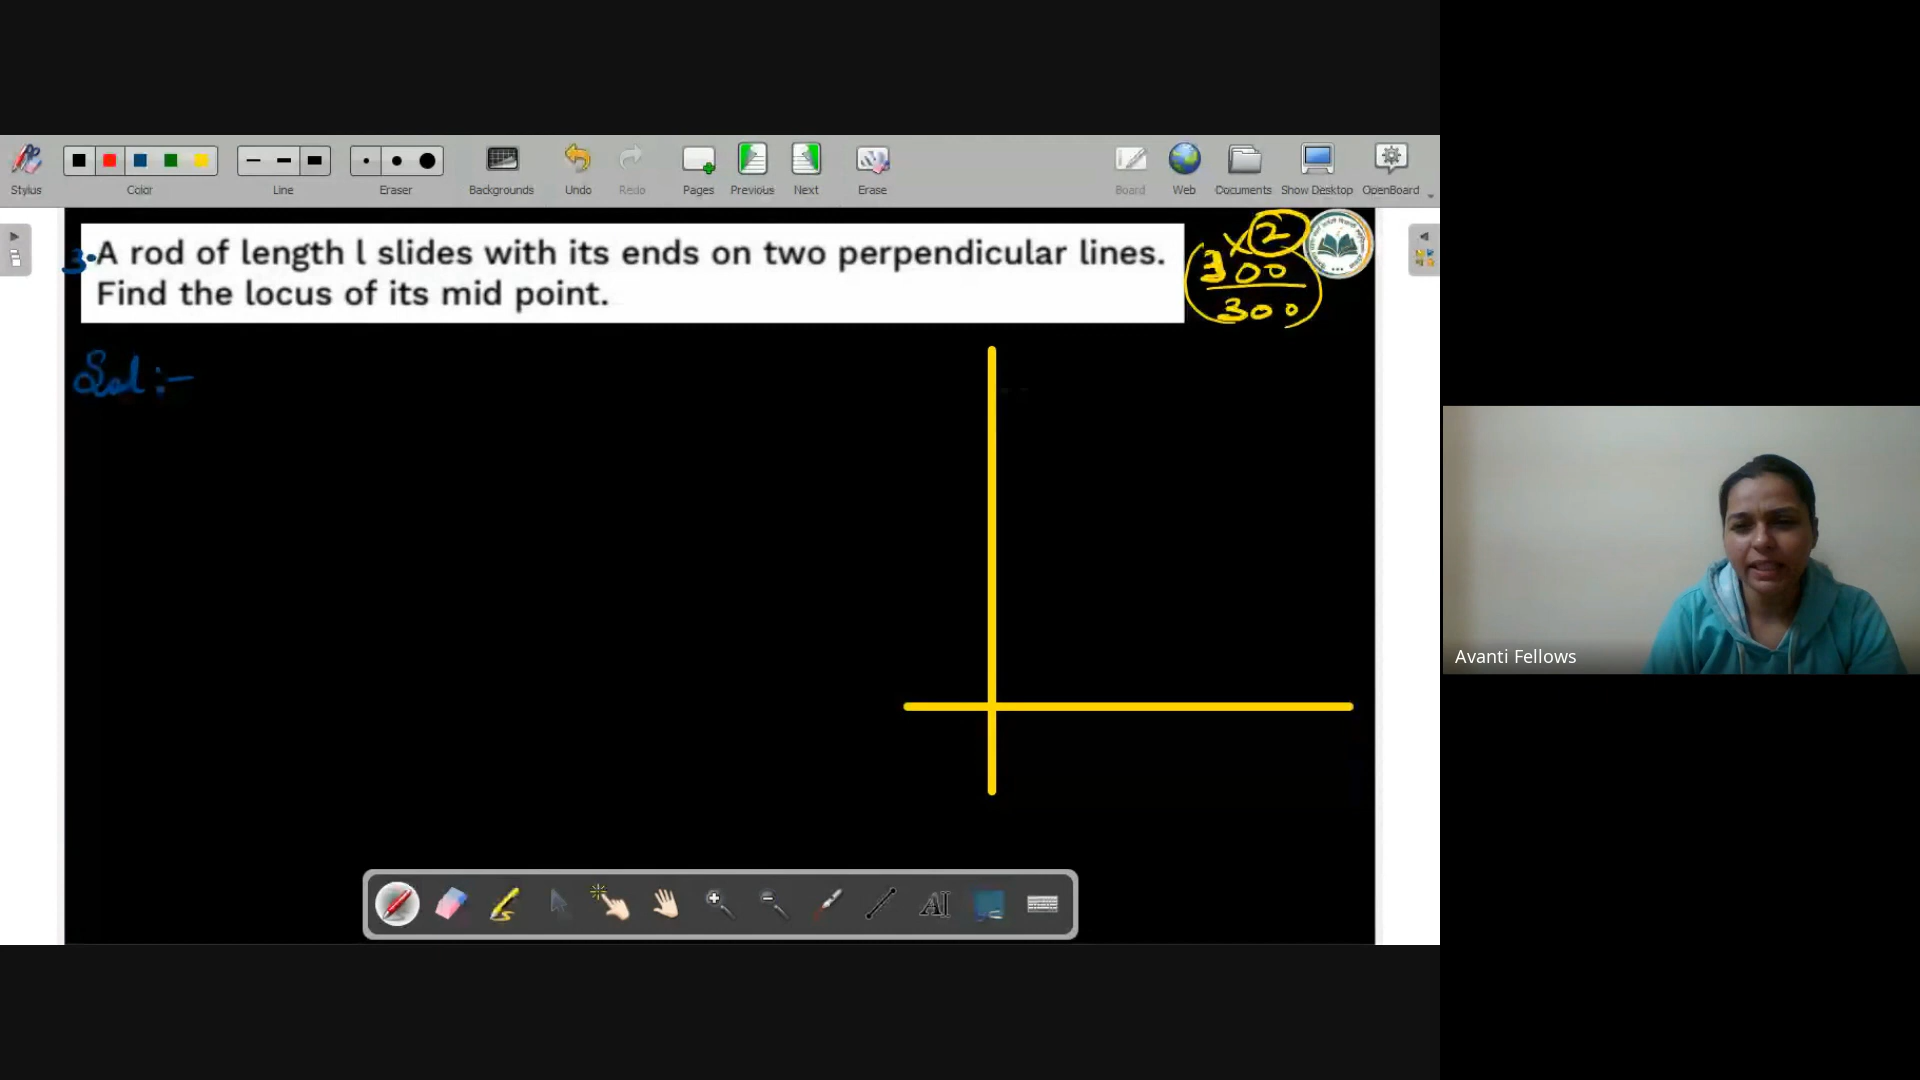 Stylus
Color
Line
Eraser
Backgrounds
Undo
Redo
Pages
Previous
Next
Erase
Board
Web
Documents
Show Desktop
OpenBoard
3. A rod of length l slides with its ends on two perpendicular lines.
Find the locus of its mid point.
×2
300
300
Sol :-
AI
Avanti Fellows